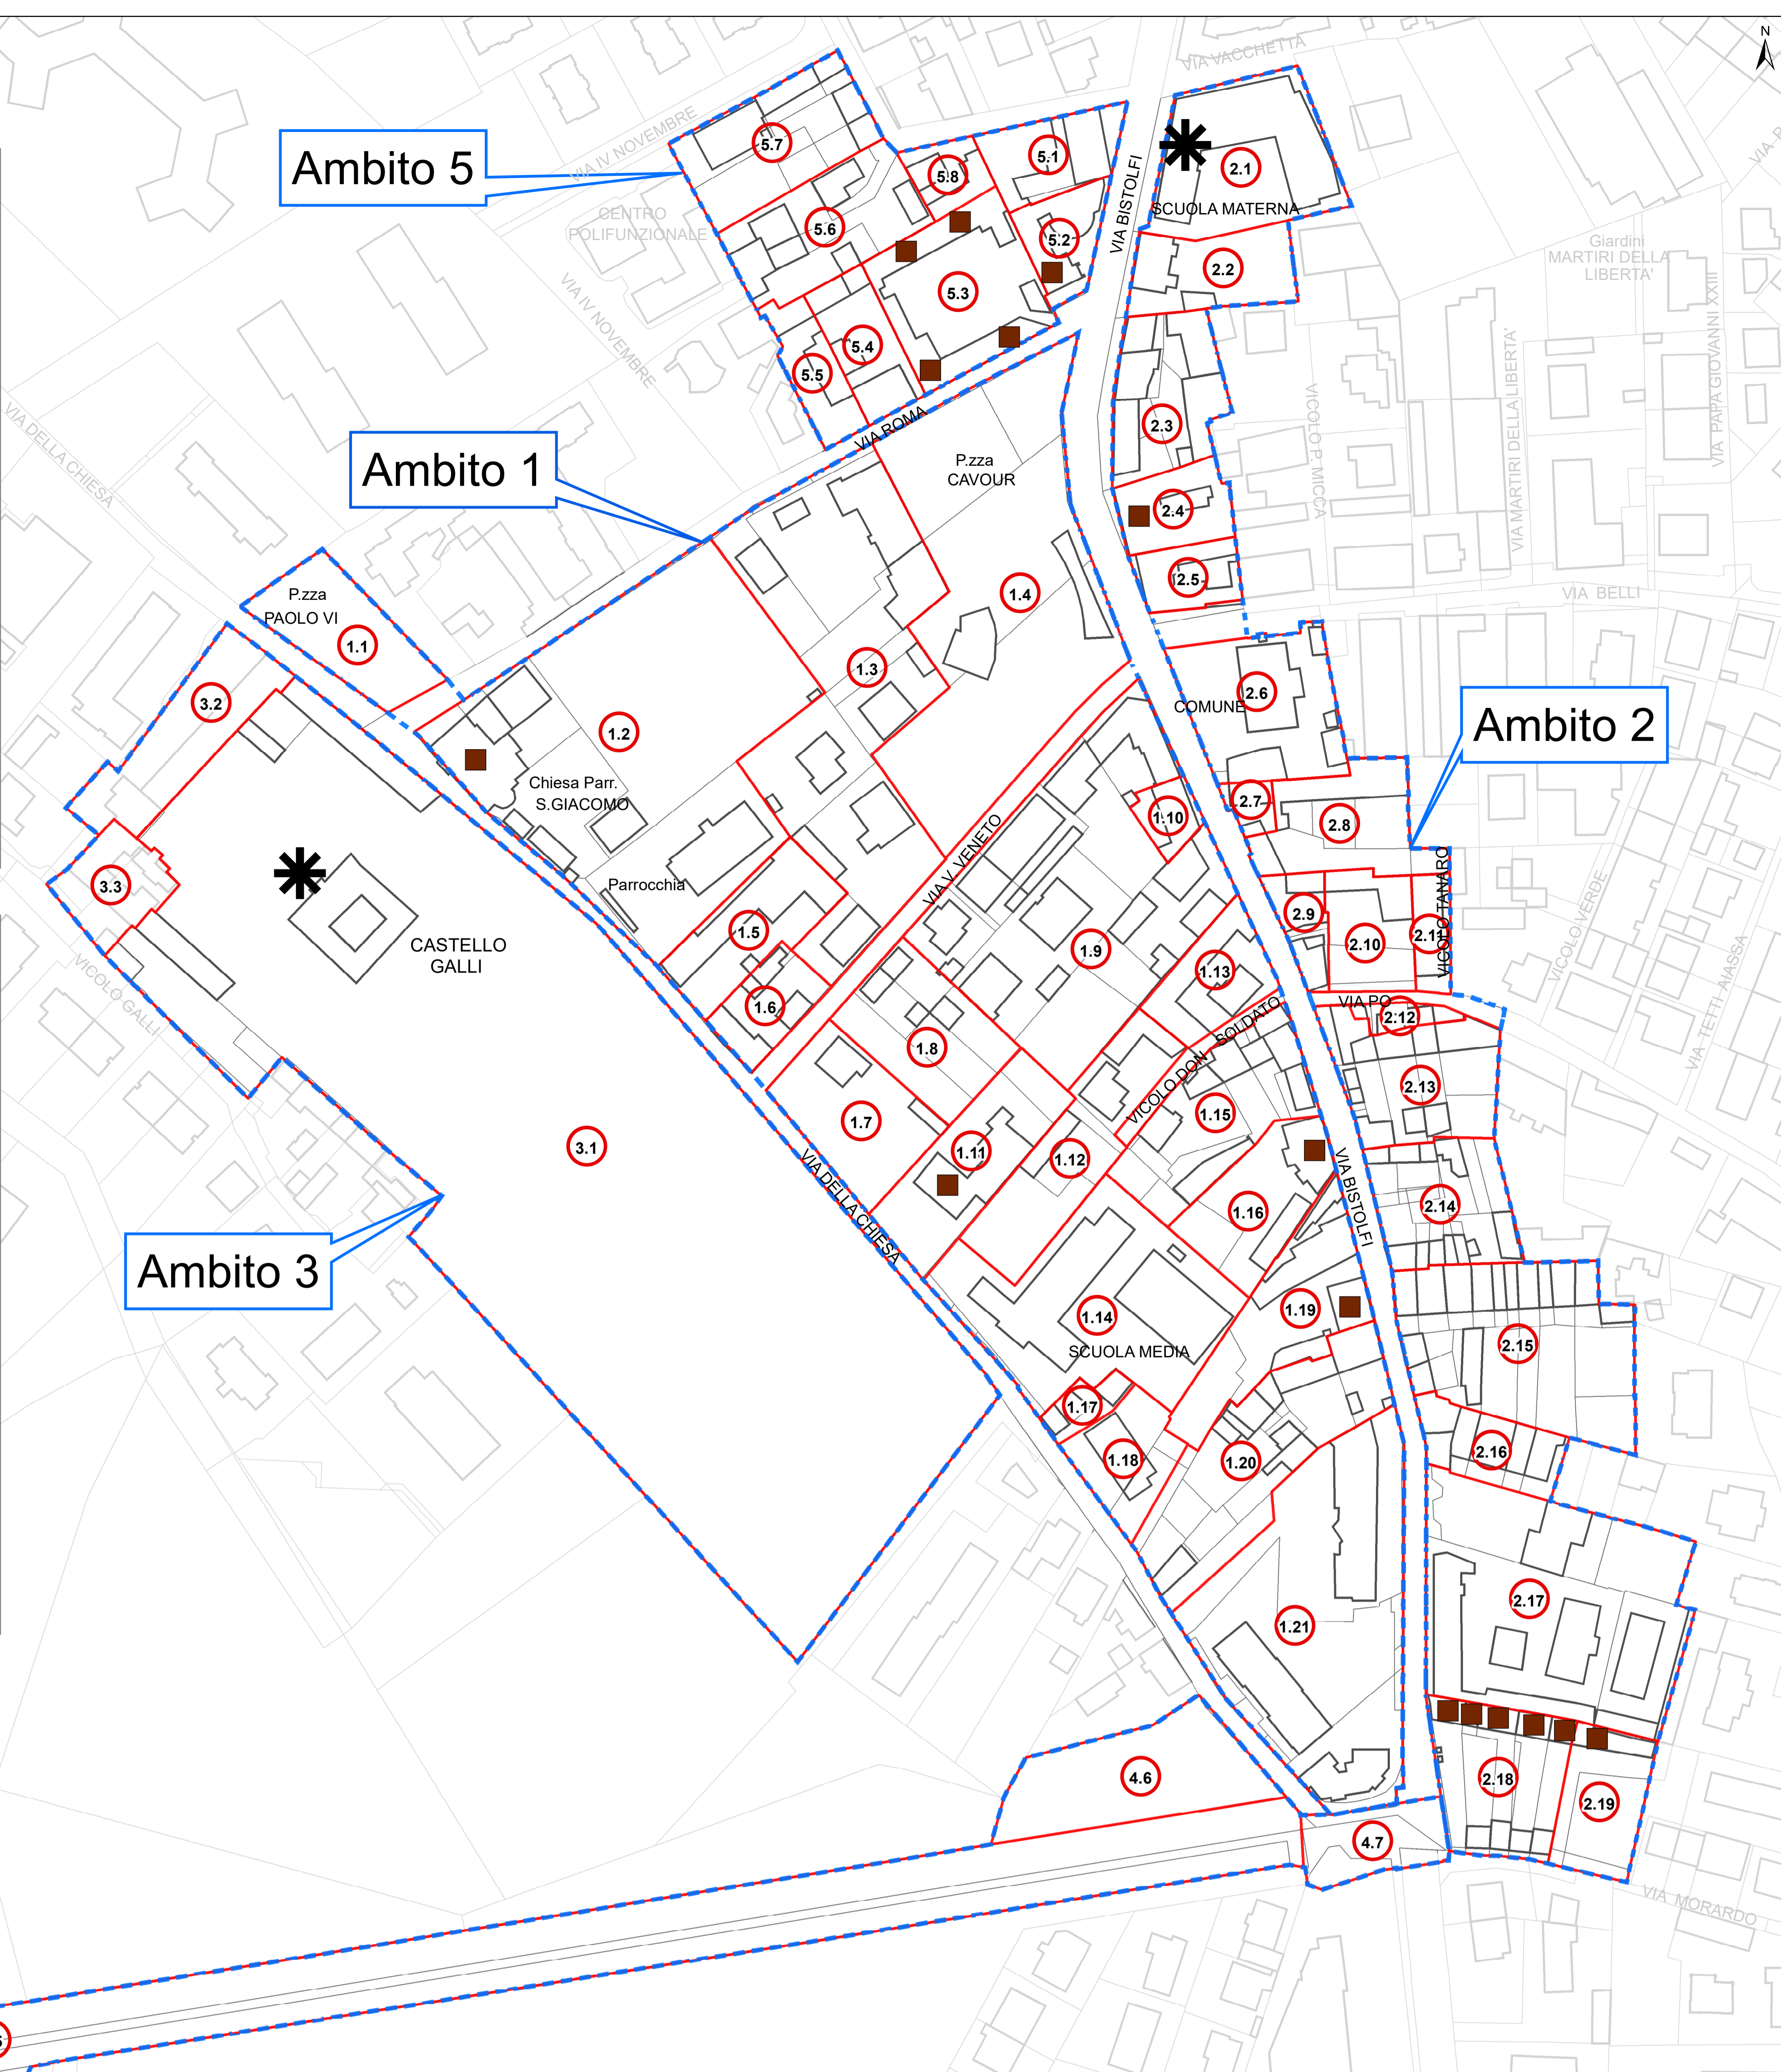 N
VIA VACCHETTA
VIA IV NOVEMBRE
Ambito 5
5.7
5.8
5.1
2.1
SCUOLA MATERNA
VIA BISTOLFI
CENTRO
POLIFUNZIONALE
5.6
5.2
2.2
Giardini
MARTIRI DELLA
LIBERTA'
5.3
VIA IV NOVEMBRE
5.4
5.5
VIA PAPA GIOVANNI XXIII
VIA MARTIRI DELLA LIBERTA'
VICOLO P. MICCA
VIA ROMA
2.3
VIA DELLA CHIESA
Ambito 1
P.zza
CAVOUR
2.4
2.5
1.4
VIA BELLI
P.zza
PAOLO VI
1.1
1.3
3.2
2.6
COMUNE
1.2
Ambito 2
Chiesa Parr.
S.GIACOMO
2.7
2.8
1.10
VIA V. VENETO
3.3
Parrocchia
2.9
2.10
2.11
VICOLO TANARO
VICOLO VERDE
1.5
1.9
CASTELLO
GALLI
1.13
VICOLO GALLI
VIA TETTI AIASSA
1.6
VIA PO
2.12
VICOLO DON SOLDATO
1.8
2.13
1.7
1.15
3.1
1.11
1.12
VIA DELLA CHIESA
VIA BISTOLFI
1.16
2.14
Ambito 3
1.14
1.19
SCUOLA MEDIA
2.15
1.17
1.18
1.20
2.16
2.17
1.21
4.6
2.18
2.19
4.7
VIA MORARDO